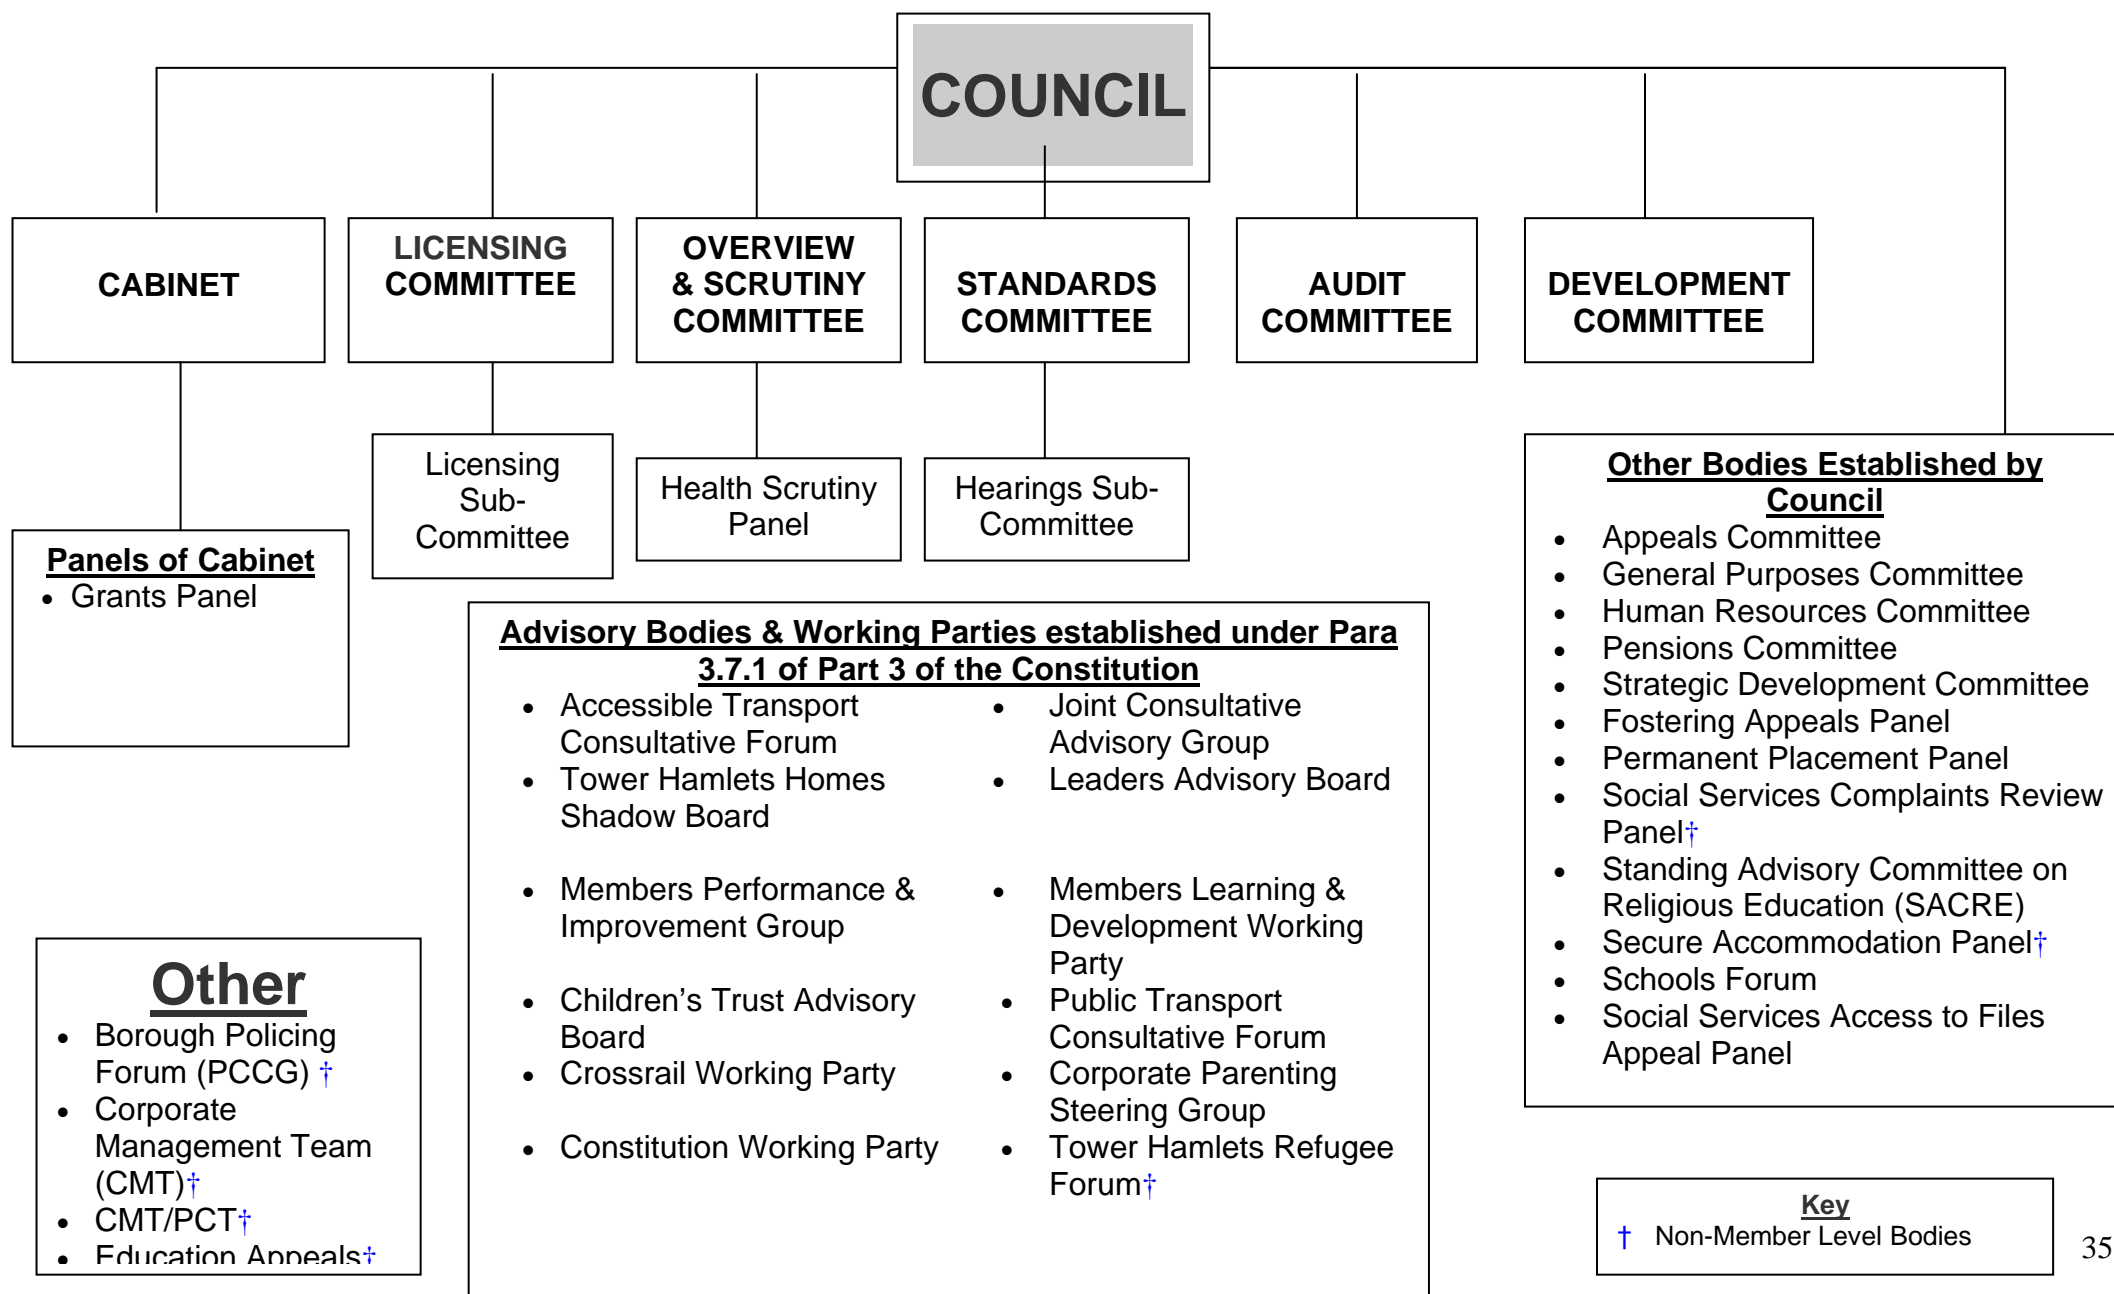 COUNCIL
CABINET
LICENSING
COMMITTEE
OVERVIEW
& SCRUTINY
COMMITTEE
STANDARDS
COMMITTEE
AUDIT
COMMITTEE
DEVELOPMENT
COMMITTEE
Panels of Cabinet
• Grants Panel
Licensing
Sub-
Committee
Health Scrutiny
Panel
Hearings Sub-
Committee
Other Bodies Established by
Council
• Appeals Committee
• General Purposes Committee
• Human Resources Committee
• Pensions Committee
• Strategic Development Committee
• Fostering Appeals Panel
• Permanent Placement Panel
• Social Services Complaints Review
Panel†
• Standing Advisory Committee on
Religious Education (SACRE)
• Secure Accommodation Panel†
• Schools Forum
• Social Services Access to Files
Appeal Panel
Advisory Bodies & Working Parties established under Para
3.7.1 of Part 3 of the Constitution
• Accessible Transport
Consultative Forum
• Tower Hamlets Homes
Shadow Board
• Members Performance &
Improvement Group
• Children’s Trust Advisory
Board
• Crossrail Working Party
• Constitution Working Party
• Joint Consultative
Advisory Group
• Leaders Advisory Board
• Members Learning &
Development Working
Party
• Public Transport
Consultative Forum
• Corporate Parenting
Steering Group
• Tower Hamlets Refugee
Forum†
Other
• Borough Policing
Forum (PCCG) †
• Corporate
Management Team
(CMT)†
• CMT/PCT†
• Education Appeals†
Key
† Non-Member Level Bodies
35